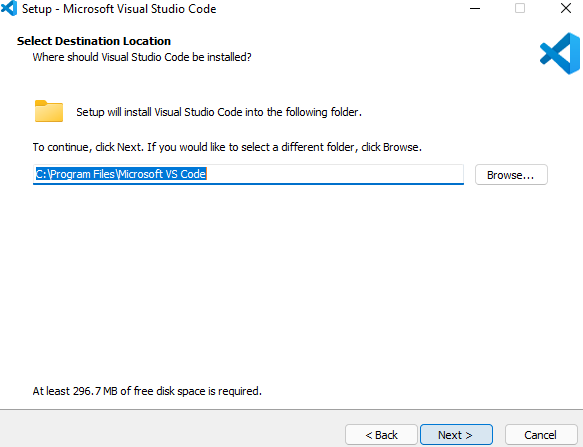 Setup - Microsoft Visual Studio Code
Select Destination Location
Where should Visual Studio Code be installed?
Setup will install Visual Studio Code into the following folder.
To continue, click Next. If you would like to select a different folder, click Browse.
C:\Program Files\Microsoft VS Code
Browse...
At least 296.7 MB of free disk space is required.
< Back
Next >
Cancel